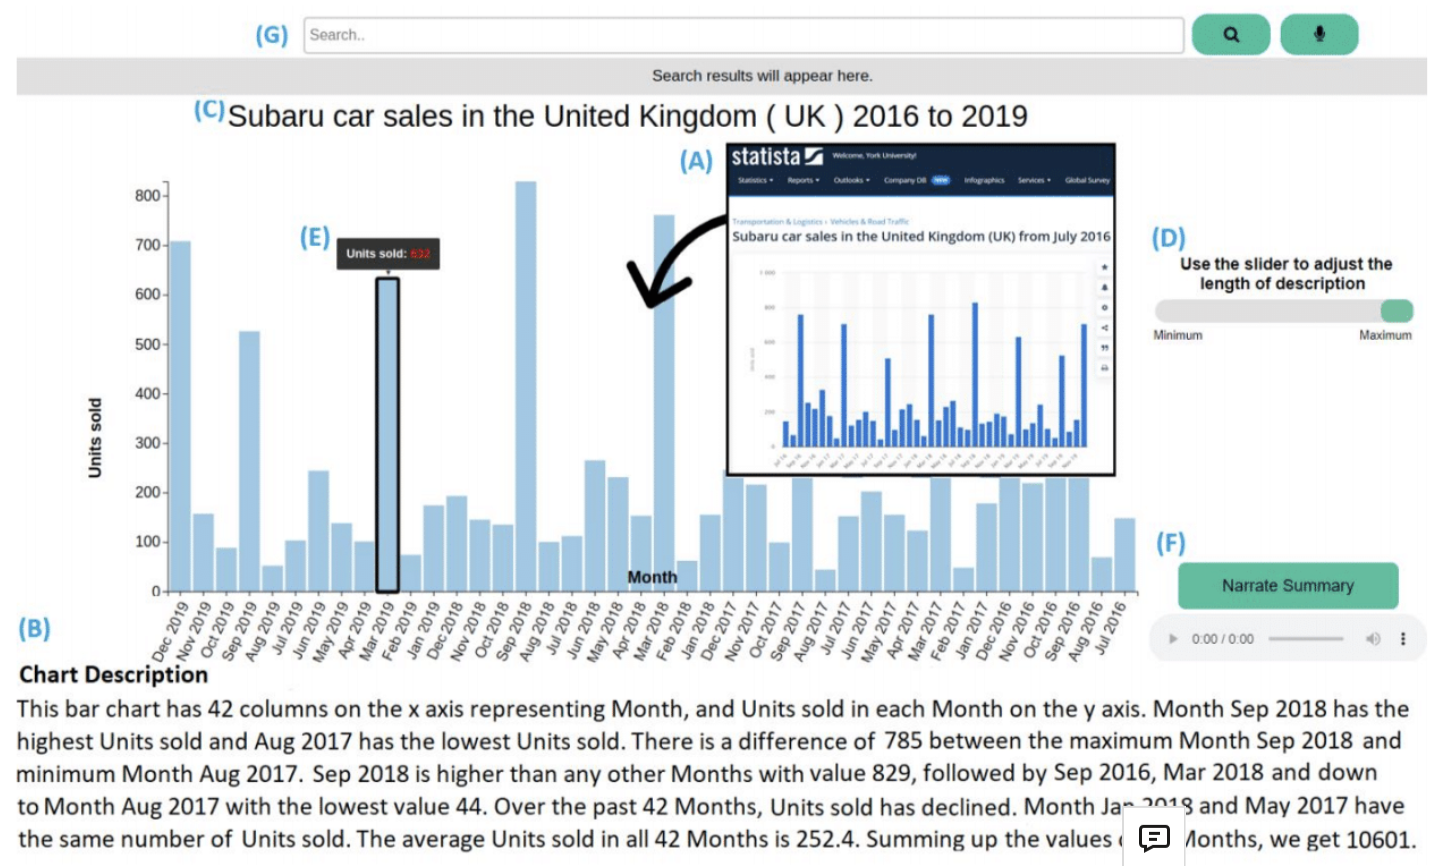 (G) Search..
Search results will appear here.
(C) Subaru car sales in the United Kingdom ( UK ) 2016 to 2019
(A)
statista Welcome, York University!
Statistics Reports Outlooks Company DB NEW Infographics Services Global Survey
Transportation & Logistics › Vehicles & Road Traffic
Subaru car sales in the United Kingdom (UK) from July 2016
1 000
800
600
400
200
0
(E)
Units sold: 632
(D)
Use the slider to adjust the
length of description
Minimum Maximum
800
700
600
500
400
300
200
100
0
Units sold
Month
Dec 2019 Nov 2019 Oct 2019 Sep 2019 Aug 2019 Jul 2019 Jun 2019 May 2019 Apr 2019 Mar 2019 Feb 2019 Jan 2019 Dec 2018 Nov 2018 Oct 2018 Sep 2018 Aug 2018 Jul 2018 Jun 2018 May 2018 Apr 2018 Mar 2018 Feb 2018 Jan 2018 Dec 2017 Nov 2017 Oct 2017 Sep 2017 Aug 2017 Jul 2017 Jun 2017 May 2017 Apr 2017 Mar 2017 Feb 2017 Jan 2017 Dec 2016 Nov 2016 Oct 2016 Sep 2016 Aug 2016 Jul 2016
(F)
Narrate Summary
0:00 / 0:00
(B)
Chart Description
This bar chart has 42 columns on the x axis representing Month, and Units sold in each Month on the y axis. Month Sep 2018 has the
highest Units sold and Aug 2017 has the lowest Units sold. There is a difference of 785 between the maximum Month Sep 2018 and
minimum Month Aug 2017. Sep 2018 is higher than any other Months with value 829, followed by Sep 2016, Mar 2018 and down
to Month Aug 2017 with the lowest value 44. Over the past 42 Months, Units sold has declined. Month Jan 2018 and May 2017 have
the same number of Units sold. The average Units sold in all 42 Months is 252.4. Summing up the values Months, we get 10601.